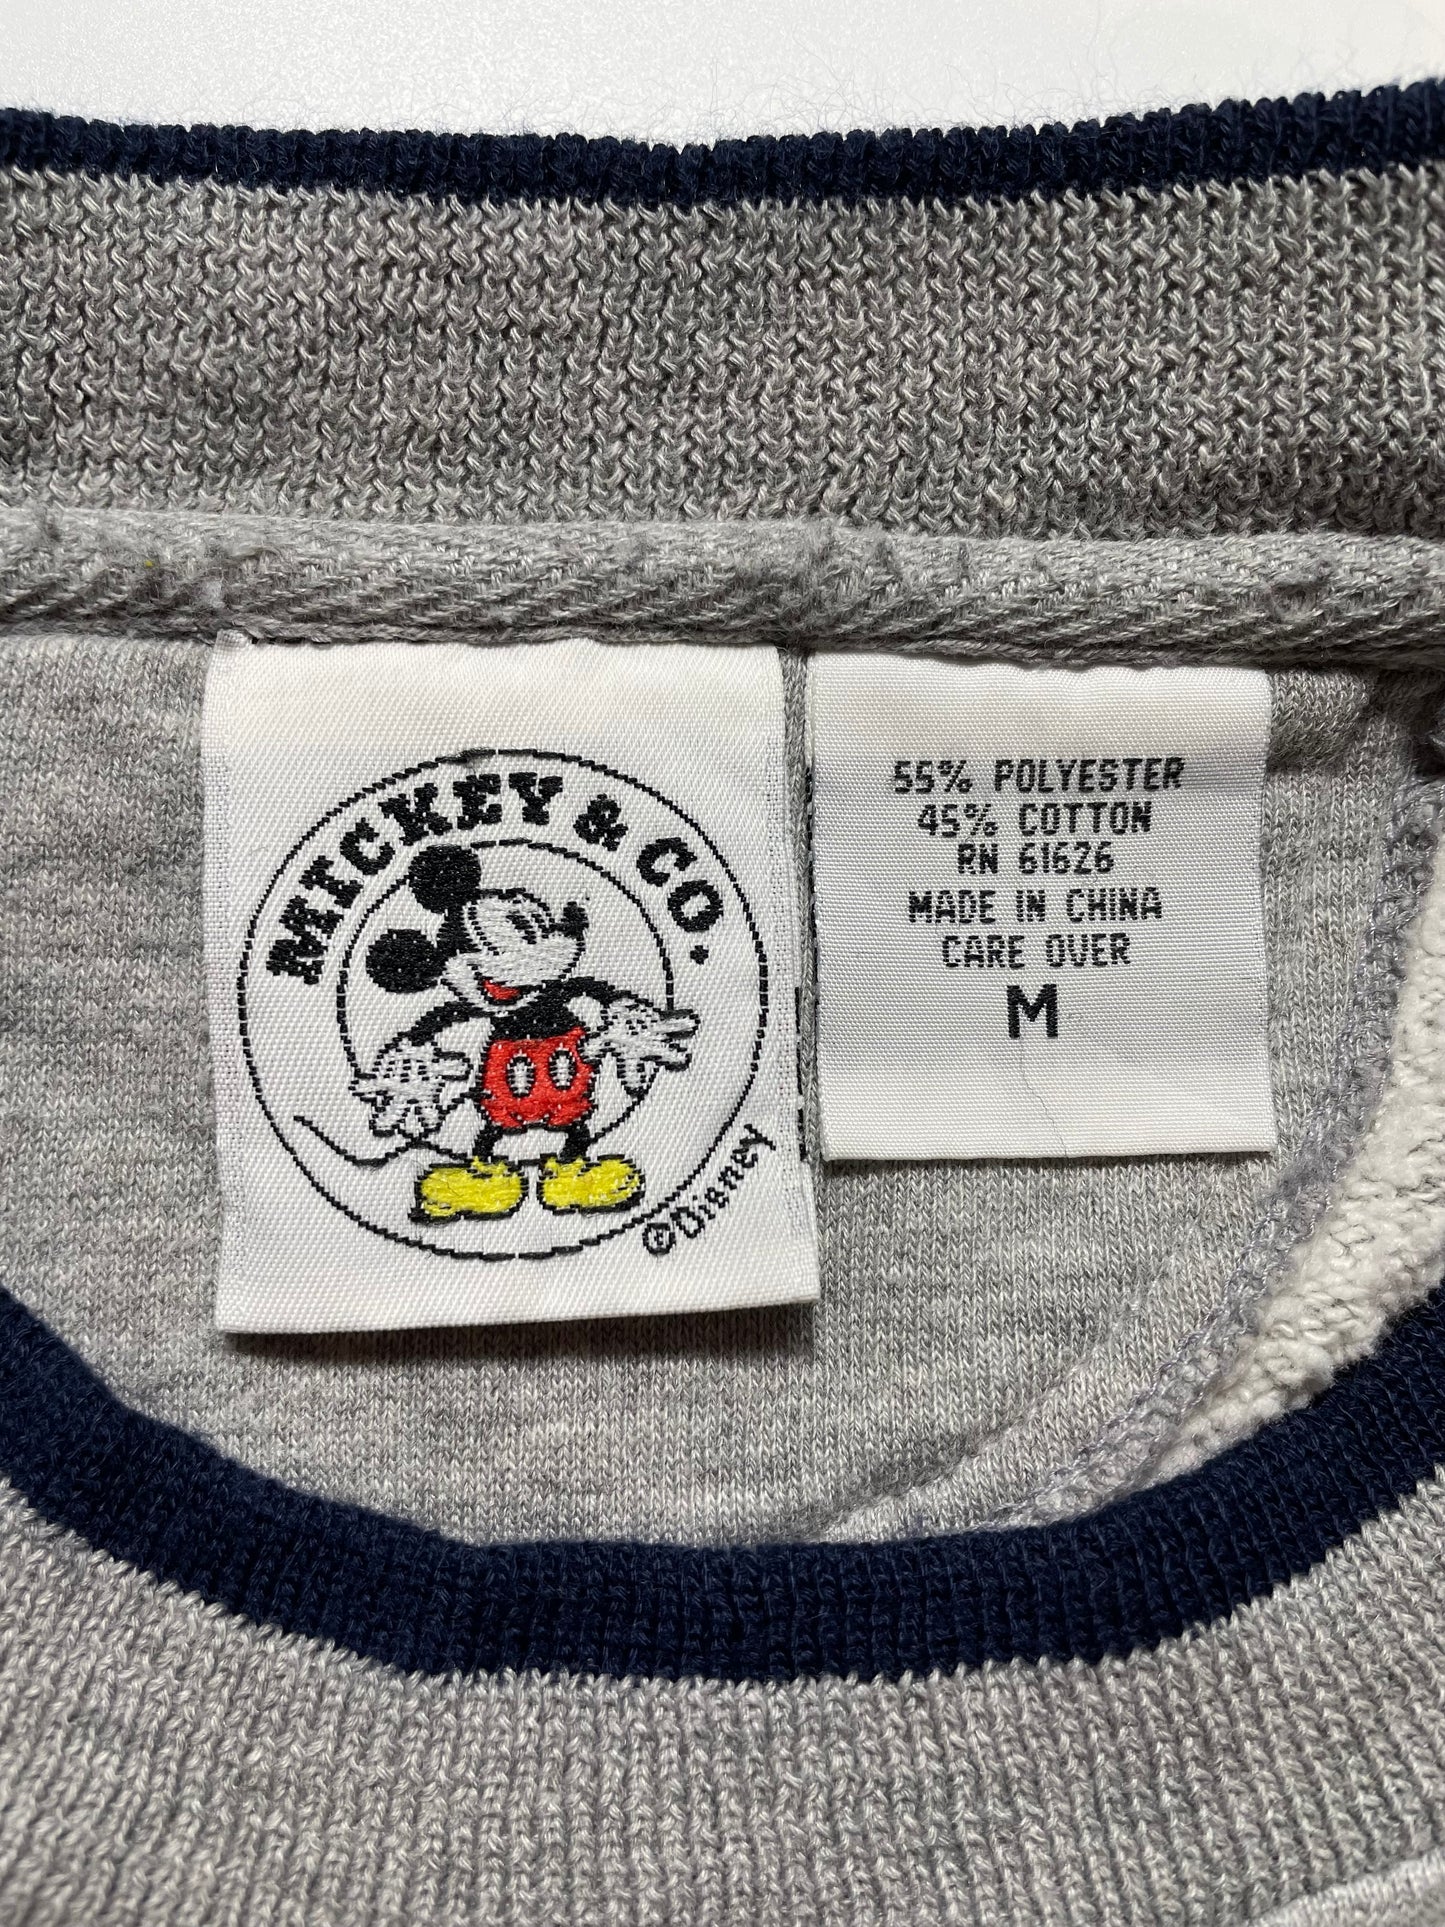 MICKEY & CO.
©Disney
55% POLYESTER
45% COTTON
RN 61626
MADE IN CHINA
CARE OVER
M